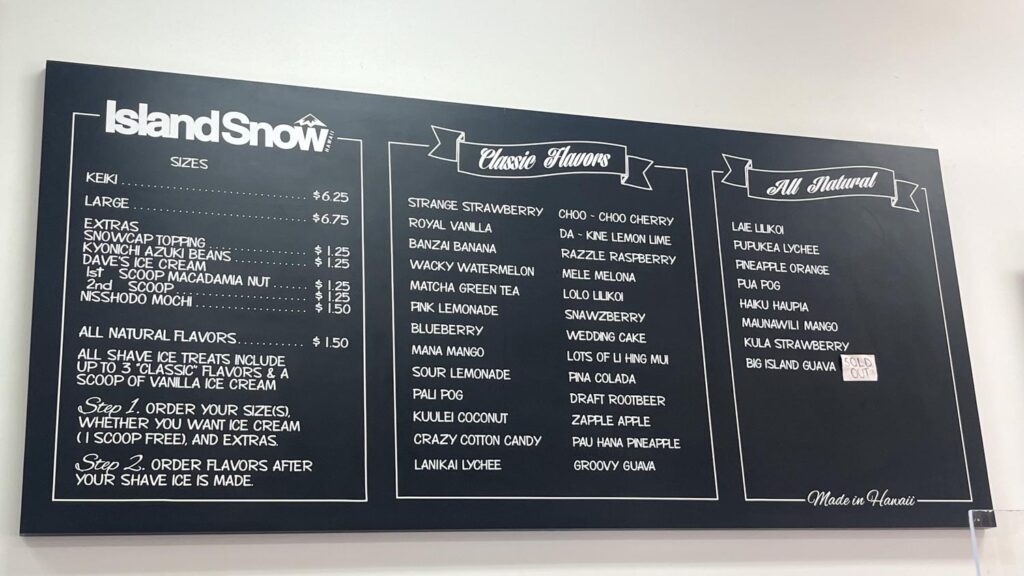 Island Snow
HAWAII
SIZES
KEIKI.............................$6.25
LARGE.............................$6.75
EXTRAS
SNOWCAP TOPPING...............$1.25
KYONICHI AZUKI BEANS..........$1.25
DAVE'S ICE CREAM
1st SCOOP MACADAMIA NUT.......$1.25
2nd SCOOP.....................$1.25
NISSHODO MOCHI................$1.50
ALL NATURAL FLAVORS...........$1.50
ALL SHAVE ICE TREATS INCLUDE
UP TO 3 "CLASSIC" FLAVORS & A
SCOOP OF VANILLA ICE CREAM
Step 1. ORDER YOUR SIZE(S),
WHETHER YOU WANT ICE CREAM
(1 SCOOP FREE), AND EXTRAS.
Step 2. ORDER FLAVORS AFTER
YOUR SHAVE ICE IS MADE.
Classic Flavors
STRANGE STRAWBERRY
ROYAL VANILLA
BANZAI BANANA
WACKY WATERMELON
MATCHA GREEN TEA
PINK LEMONADE
BLUEBERRY
MANA MANGO
SOUR LEMONADE
PALI POG
KUULEI COCONUT
CRAZY COTTON CANDY
LANIKAI LYCHEE
CHOO - CHOO CHERRY
DA - KINE LEMON LIME
RAZZLE RASPBERRY
MELE MELONA
LOLO LILIKOI
SNAWZBERRY
WEDDING CAKE
LOTS OF LI HING MUI
PINA COLADA
DRAFT ROOTBEER
ZAPPLE APPLE
PAU HANA PINEAPPLE
GROOVY GUAVA
All Natural
LAIE LILIKOI
PUPUKEA LYCHEE
PINEAPPLE ORANGE
PUA POG
HAIKU HAUPIA
MAUNAWILI MANGO
KULA STRAWBERRY
BIG ISLAND GUAVA
SOLD
OUT!!
Made in Hawaii